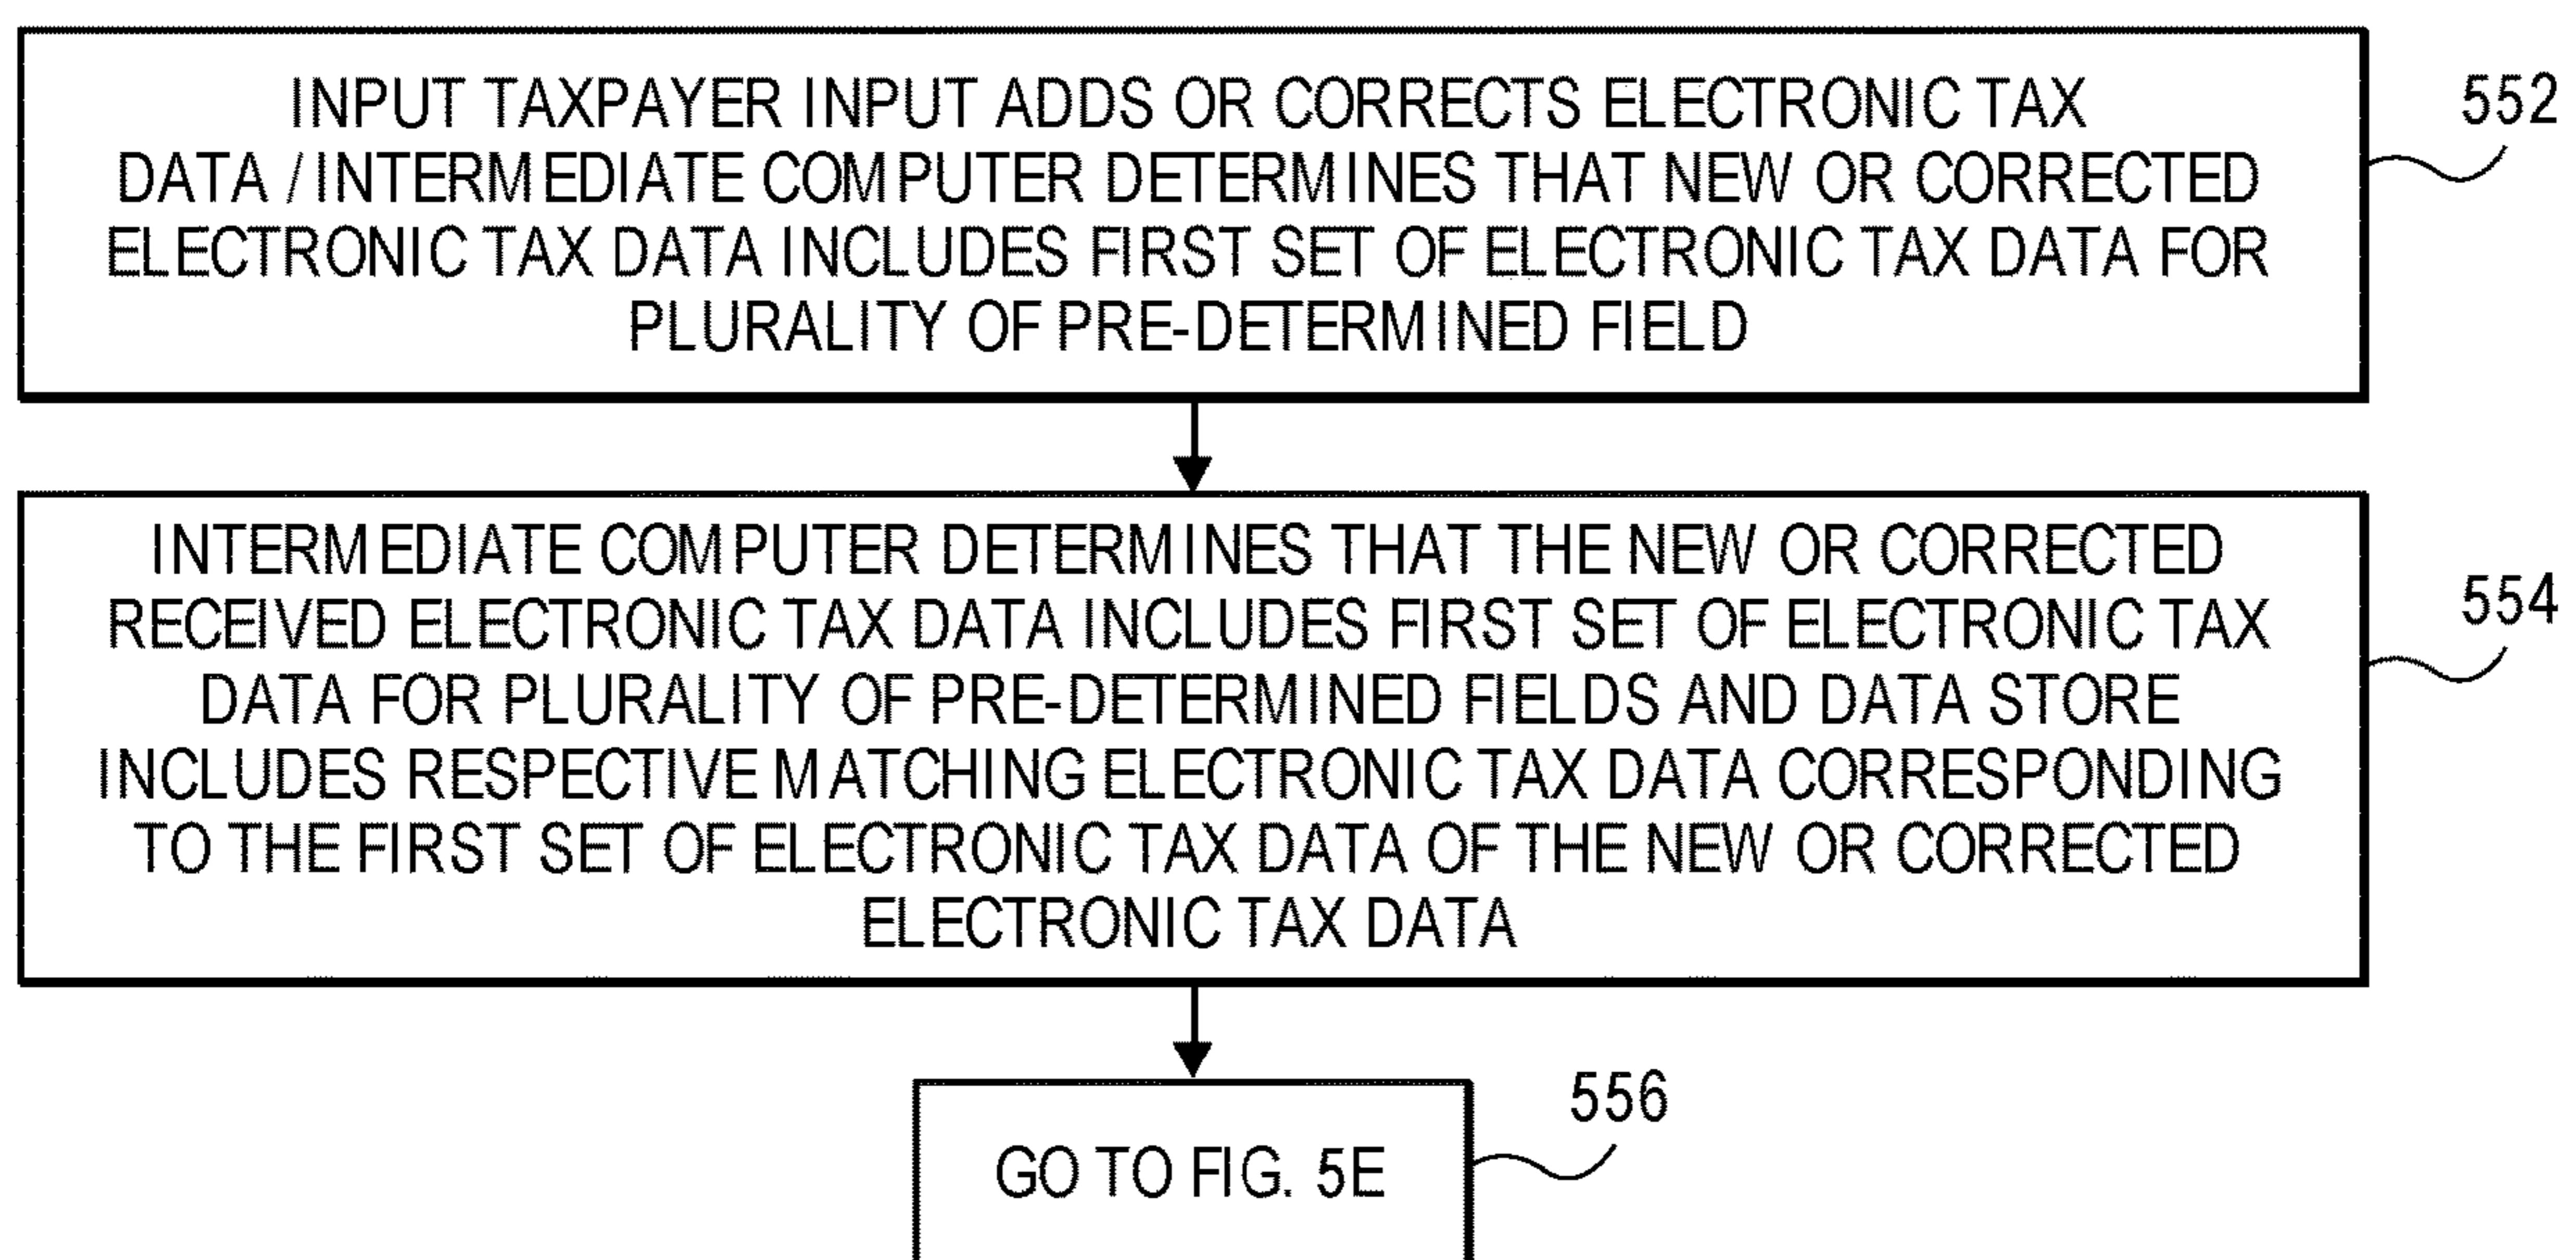 INPUT TAXPAYER INPUT ADDS OR CORRECTS ELECTRONIC TAX
DATA / INTERMEDIATE COMPUTER DETERMINES THAT NEW OR CORRECTED
ELECTRONIC TAX DATA INCLUDES FIRST SET OF ELECTRONIC TAX DATA FOR
PLURALITY OF PRE-DETERMINED FIELD
552
INTERMEDIATE COMPUTER DETERMINES THAT THE NEW OR CORRECTED
RECEIVED ELECTRONIC TAX DATA INCLUDES FIRST SET OF ELECTRONIC TAX
DATA FOR PLURALITY OF PRE-DETERMINED FIELDS AND DATA STORE
INCLUDES RESPECTIVE MATCHING ELECTRONIC TAX DATA CORRESPONDING
TO THE FIRST SET OF ELECTRONIC TAX DATA OF THE NEW OR CORRECTED
ELECTRONIC TAX DATA
554
GO TO FIG. 5E
556